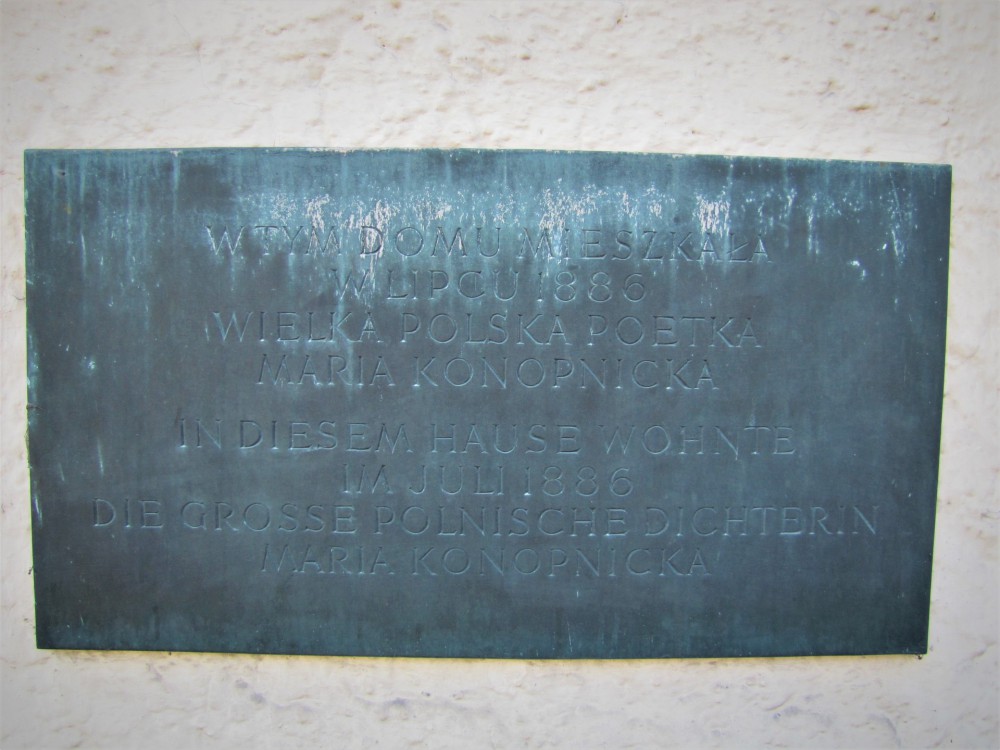 W TYM DOMU MIESZKAŁA
W LIPCU 1886
WIELKA POLSKA POETKA
MARIA KONOPNICKA
IN DIESEM HAUSE WOHNTE
IM JULI 1886
DIE GROSSE POLNISCHE DICHTERIN
MARIA KONOPNICKA